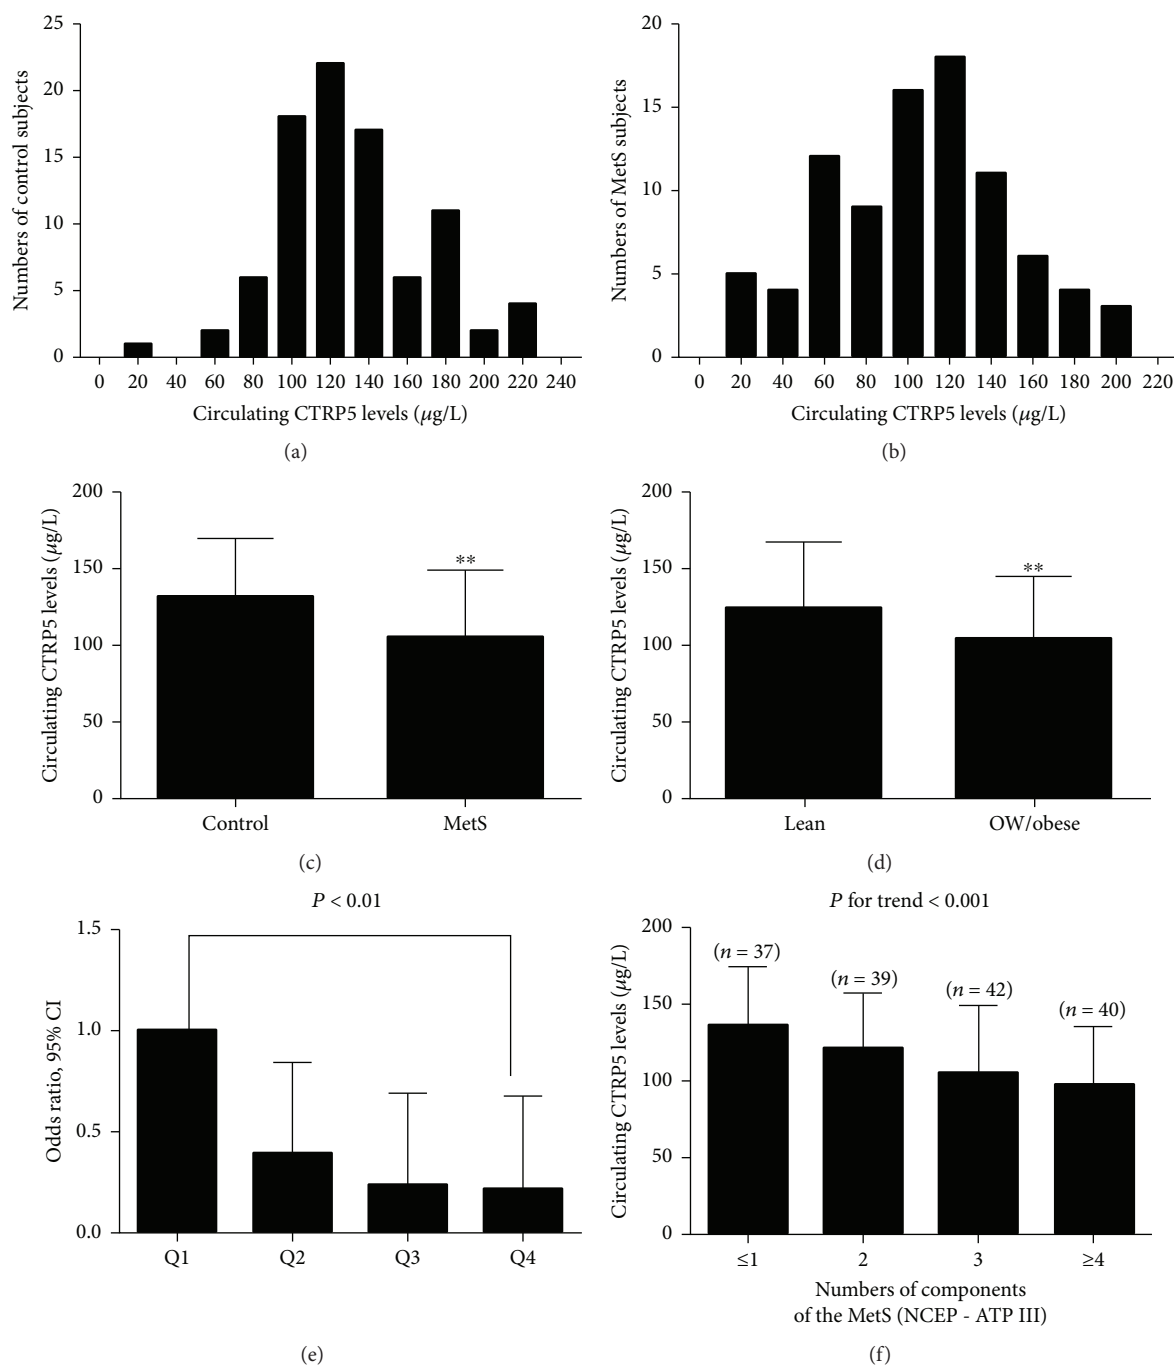 25
20
15
10
5
0
Numbers of control subjects
0 20 40 60 80 100 120 140 160 180 200 220 240
Circulating CTRP5 levels (μg/L)
(a)
20
15
10
5
0
Numbers of MetS subjects
0 20 40 60 80 100 120 140 160 180 200 220
Circulating CTRP5 levels (μg/L)
(b)
200
150
100
50
0
Circulating CTRP5 levels (μg/L)
**
Control MetS
(c)
200
150
100
50
0
Circulating CTRP5 levels (μg/L)
**
Lean OW/obese
(d)
P < 0.01
1.5
1.0
0.5
0.0
Odds ratio, 95% CI
Q1 Q2 Q3 Q4
(e)
P for trend < 0.001
200
150
100
50
0
Circulating CTRP5 levels (μg/L)
(n = 37)
(n = 39)
(n = 42)
(n = 40)
≤1 2 3 ≥4
Numbers of components
of the MetS (NCEP - ATP III)
(f)